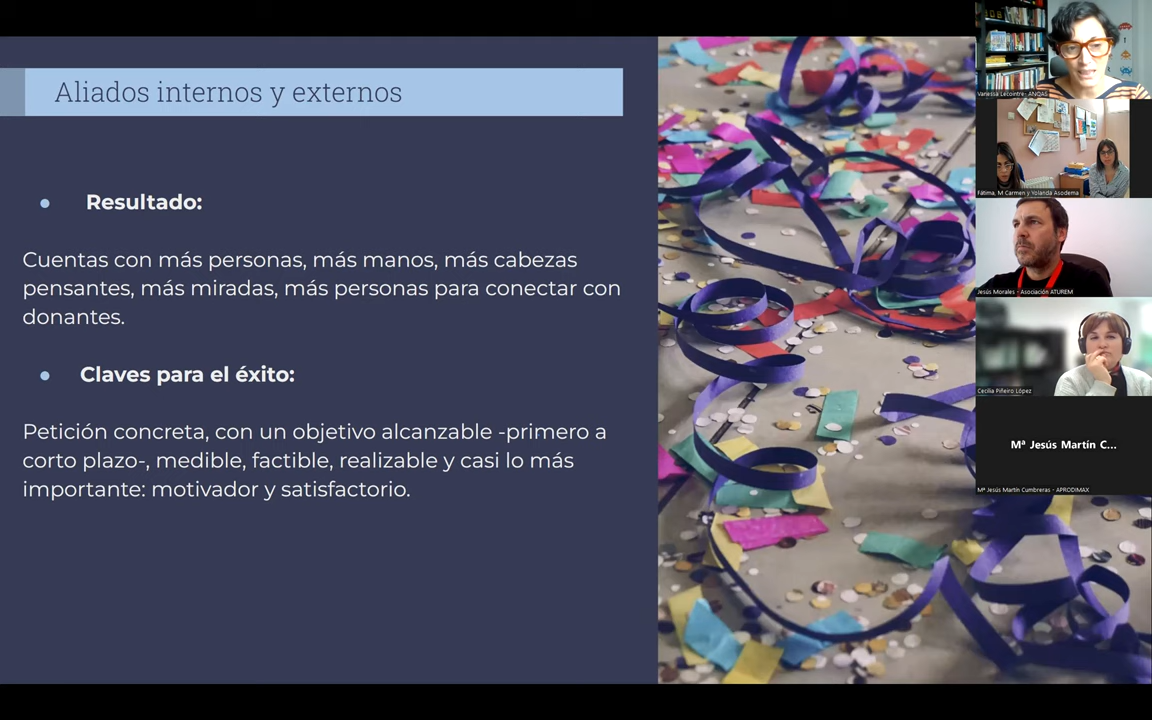 Aliados internos y externos
Resultado:
Cuentas con más personas, más manos, más cabezas
pensantes, más miradas, más personas para conectar con
donantes.
Claves para el éxito:
Petición concreta, con un objetivo alcanzable -primero a
corto plazo-, medible, factible, realizable y casi lo más
importante: motivador y satisfactorio.
Vanessa Lecointre- ANQAS
Fátima, M Carmen y Yolanda Asodema
Jesús Morales - Asociación ATUREM
Cecilia Piñeiro López
Mª Jesús Martín C...
Mª Jesús Martín Cumbreras - APRODIMAX